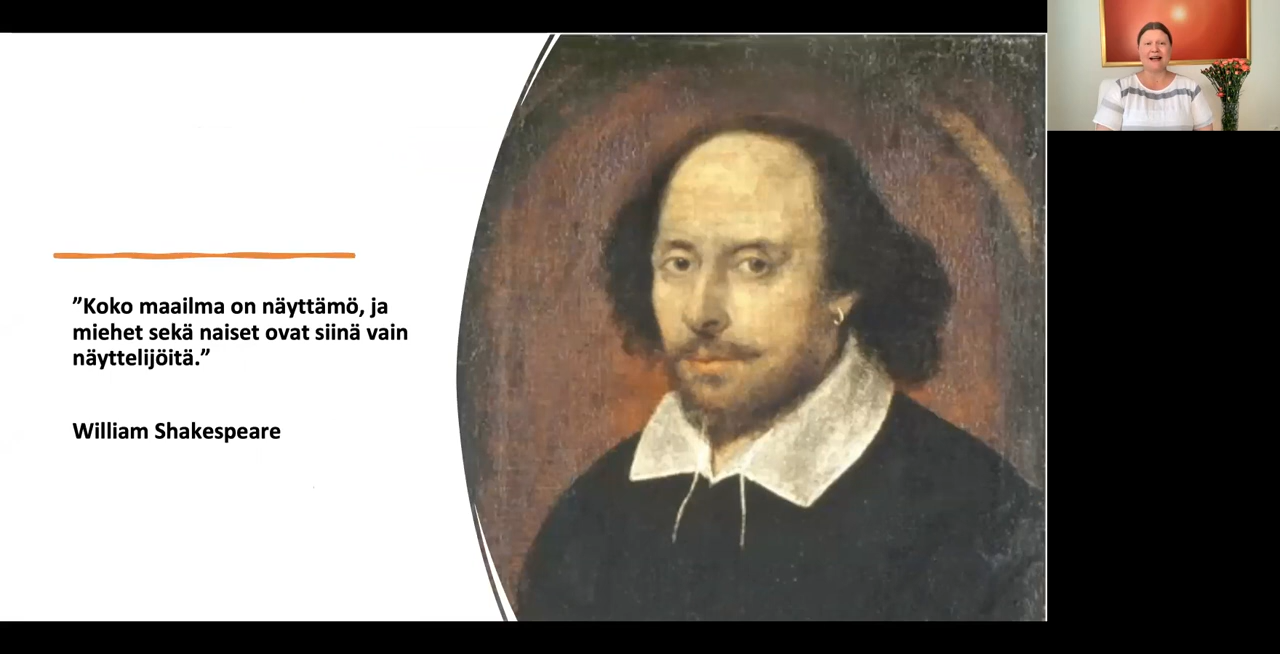 ”Koko maailma on näyttämö, ja
miehet sekä naiset ovat siinä vain
näyttelijöitä.”
William Shakespeare